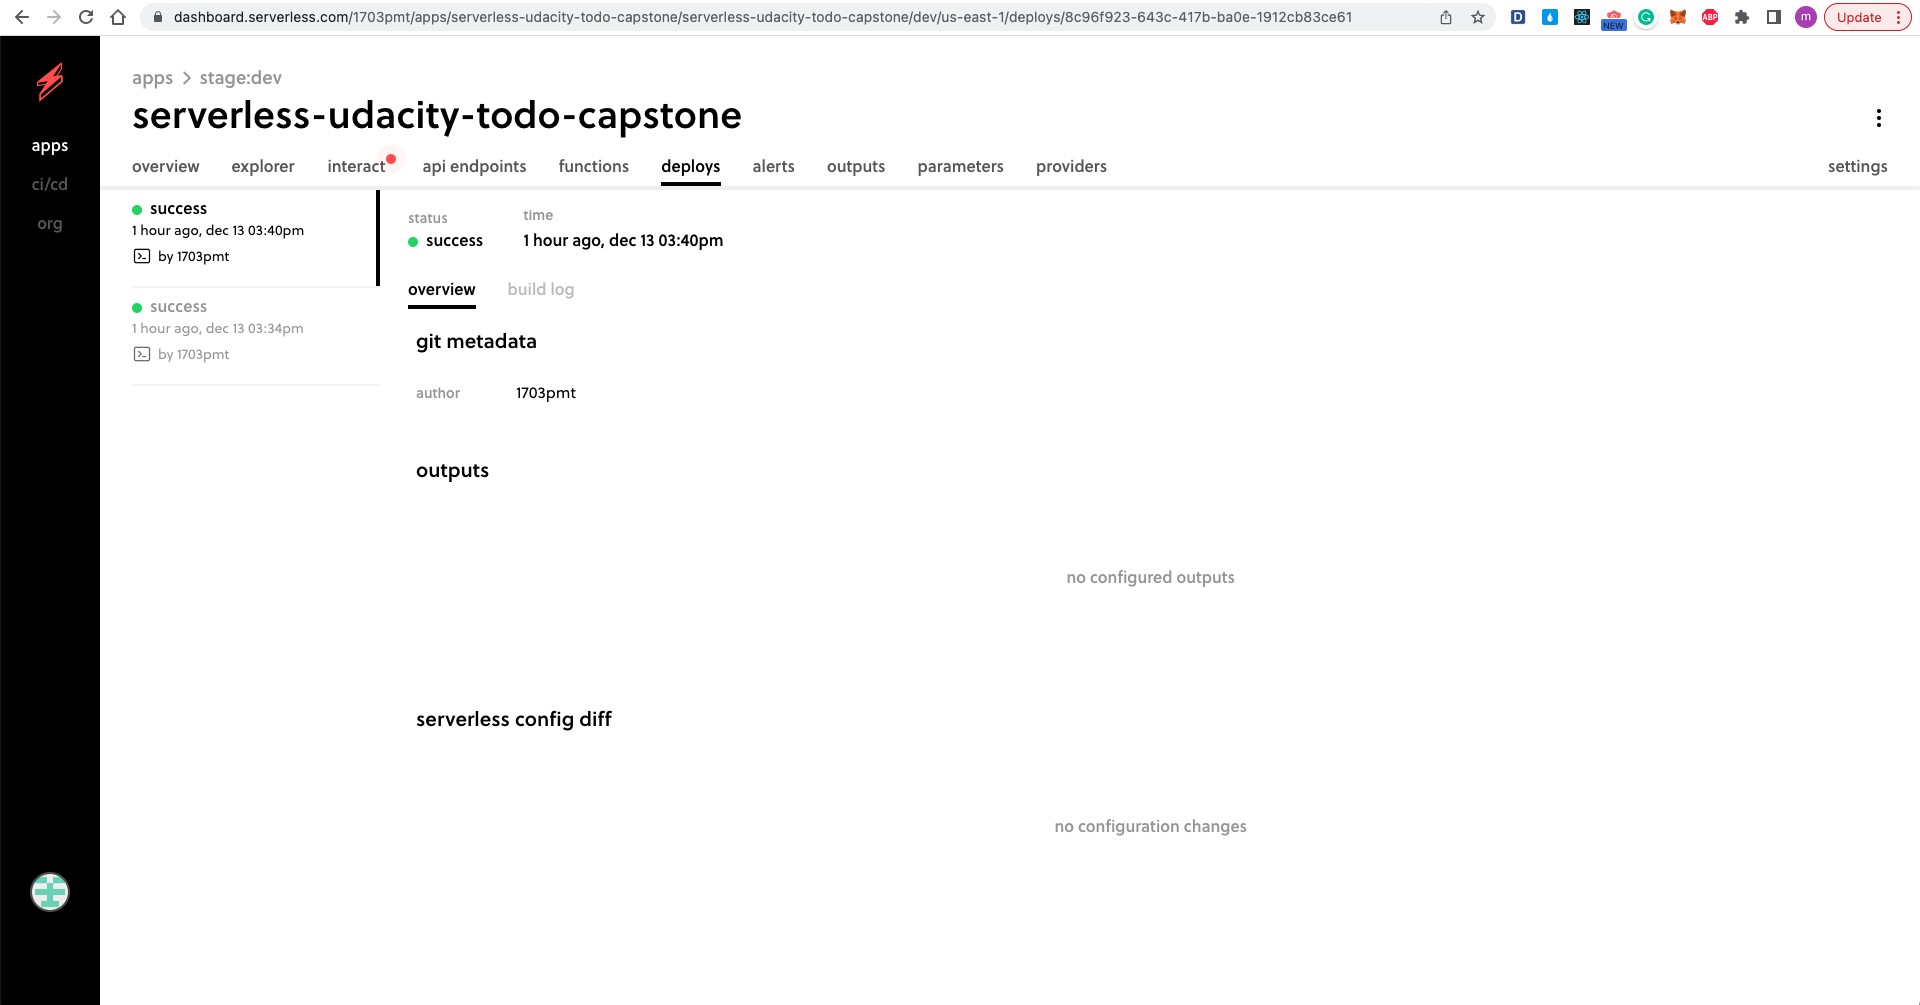 dashboard.serverless.com/1703pmt/apps/serverless-udacity-todo-capstone/serverless-udacity-todo-capstone/dev/us-east-1/deploys/8c96f923-643c-417b-ba0e-1912cb83ce61
D
NEW
G
ABP
m
Update
apps
ci/cd
org
apps > stage:dev
serverless-udacity-todo-capstone
overview explorer interact api endpoints functions deploys alerts outputs parameters providers settings
success
1 hour ago, dec 13 03:40pm
by 1703pmt
success
1 hour ago, dec 13 03:34pm
by 1703pmt
status time
success 1 hour ago, dec 13 03:40pm
overview build log
git metadata
author 1703pmt
outputs
no configured outputs
serverless config diff
no configuration changes